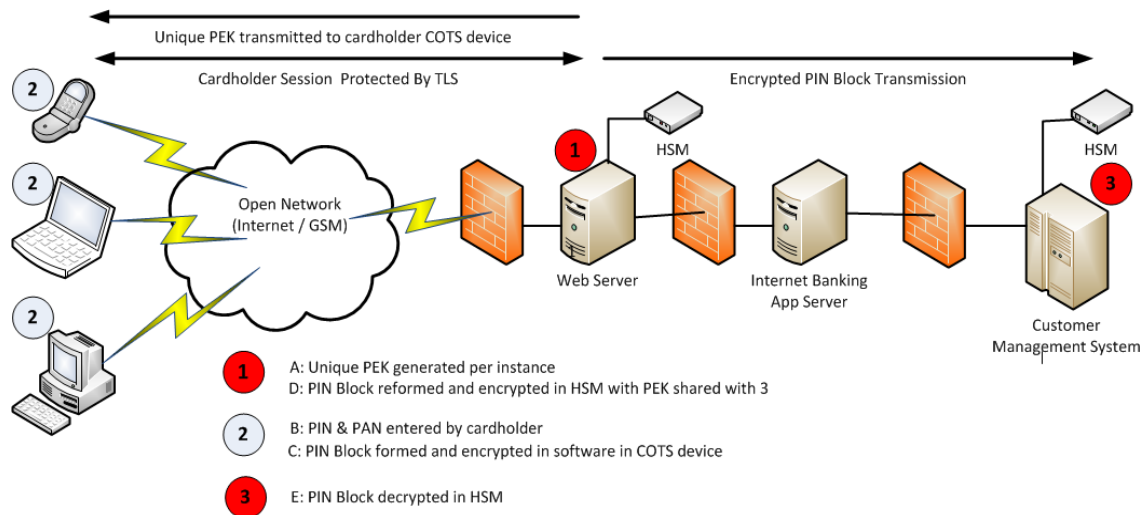 Unique PEK transmitted to cardholder COTS device
Cardholder Session Protected By TLS
Encrypted PIN Block Transmission
2
1
HSM
HSM
3
2
Open Network
(Internet / GSM)
Web Server
Internet Banking
App Server
2
Customer
Management System
1
A: Unique PEK generated per instance
D: PIN Block reformed and encrypted in HSM with PEK shared with 3
2
B: PIN & PAN entered by cardholder
C: PIN Block formed and encrypted in software in COTS device
3
E: PIN Block decrypted in HSM